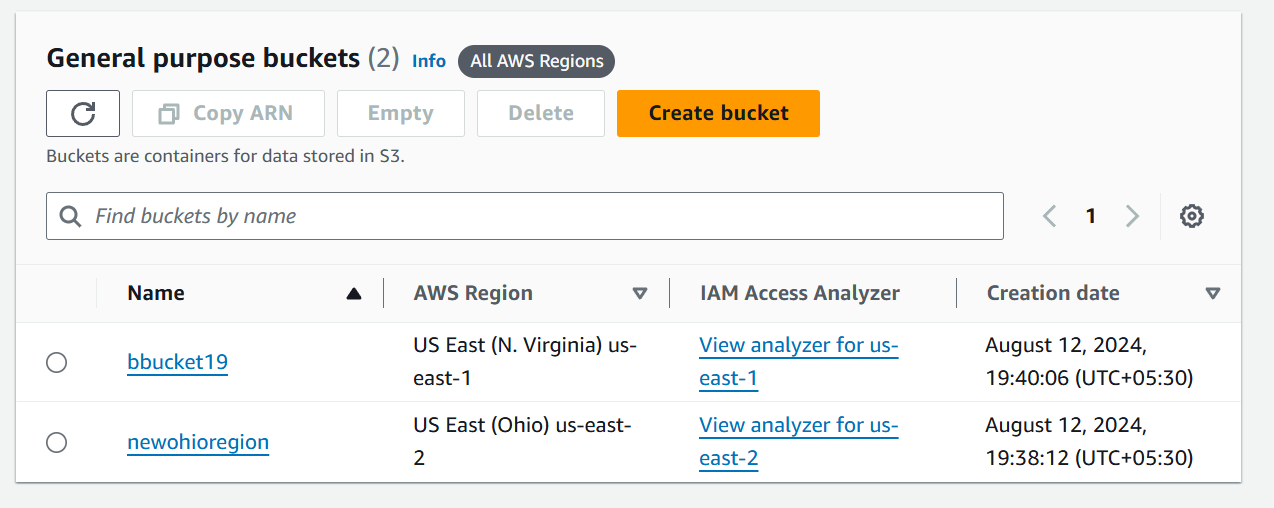 General purpose buckets (2) Info All AWS Regions
Copy ARN Empty Delete Create bucket
Buckets are containers for data stored in S3.
Find buckets by name 1
Name AWS Region IAM Access Analyzer Creation date
bbucket19
US East (N. Virginia) us-
east-1
View analyzer for us-
east-1
August 12, 2024,
19:40:06 (UTC+05:30)
newohioregion
US East (Ohio) us-east-
2
View analyzer for us-
east-2
August 12, 2024,
19:38:12 (UTC+05:30)